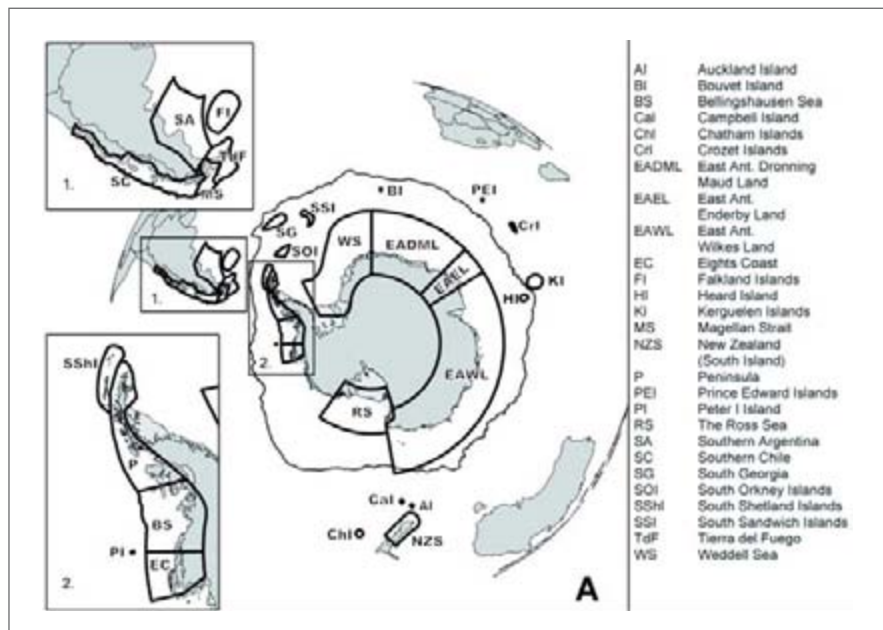 SA
FI
TdF
SC
MS
1.
BI
PEI
SSI
SG
CrI
SOI
WS
EADML
EAEL
KI
HI
1.
2.
EAWL
RS
SShI
P
BS
PI
EC
2.
CaI
AI
ChI
NZS
A
AI Auckland Island
BI Bouvet Island
BS Bellingshausen Sea
CaI Campbell Island
ChI Chatham Islands
CrI Crozet Islands
EADML East Ant. Dronning
Maud Land
EAEL East Ant.
Enderby Land
EAWL East Ant.
Wilkes Land
EC Eights Coast
FI Falkland Islands
HI Heard Island
KI Kerguelen Islands
MS Magellan Strait
NZS New Zealand
(South Island)
P Peninsula
PEI Prince Edward Islands
PI Peter I Island
RS The Ross Sea
SA Southern Argentina
SC Southern Chile
SG South Georgia
SOI South Orkney Islands
SShI South Shetland Islands
SSI South Sandwich Islands
TdF Tierra del Fuego
WS Weddell Sea